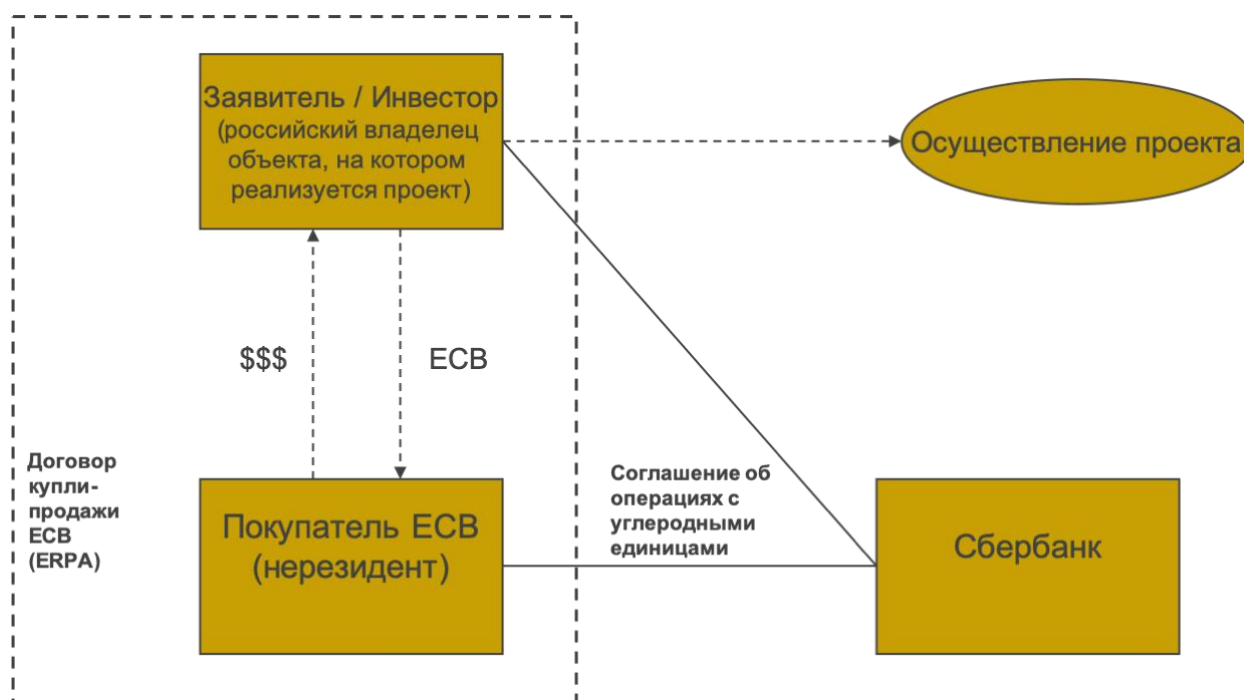 Заявитель / Инвестор
(российский владелец
объекта, на котором
реализуется проект)
Осуществление проекта
$$$
ЕСВ
Договор
купли-
продажи
ЕСВ
(ERPA)
Покупатель ЕСВ
(нерезидент)
Соглашение об
операциях с
углеродными
единицами
Сбербанк